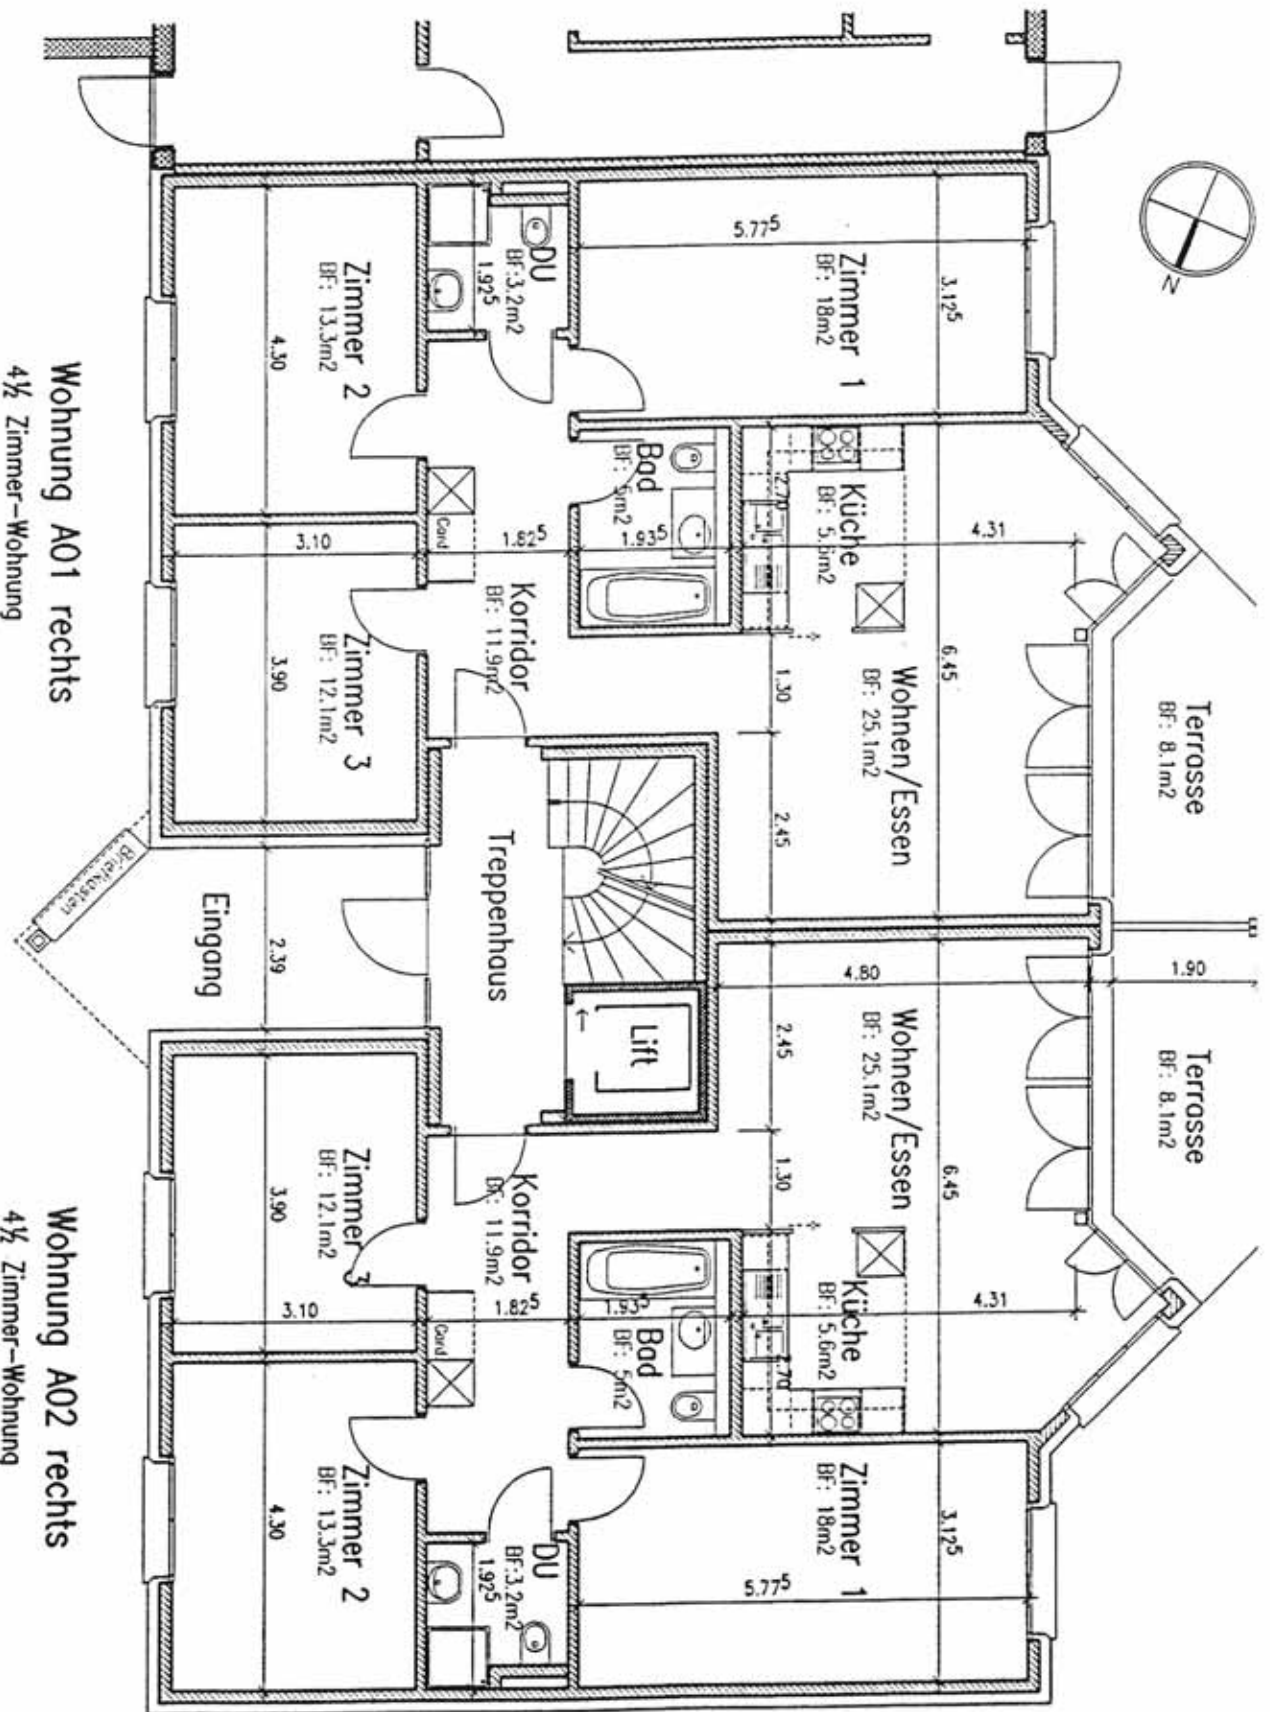 N
5.77⁵
Zimmer 1
BF: 18m2
3.12⁵
DU
BF:3.2m2
1.92⁵
Zimmer 2
BF: 13.3m2
4.30
Bad
BF: 5m2
1.93⁵
Küche
BF: 5.6m2
2.70
4.31
Card
3.10
1.82⁵
Korridor
BF: 11.9m2
Zimmer 3
BF: 12.1m2
3.90
1.30
6.45
Wohnen/Essen
BF: 25.1m2
Terrasse
BF: 8.1m2
2.45
Treppenhaus
Briefkasten
Eingang
2.39
Lift
4.80
1.90
2.45
Wohnen/Essen
BF: 25.1m2
Terrasse
BF: 8.1m2
6.45
1.30
Korridor
BF: 11.9m2
Zimmer 3
BF: 12.1m2
3.90
3.10
1.82⁵
1.93⁵
4.31
Card
Bad
BF: 5m2
Küche
BF: 5.6m2
2.70
Zimmer 2
BF: 13.3m2
4.30
DU
BF:3.2m2
1.92⁵
Zimmer 1
BF: 18m2
3.12⁵
5.77⁵
Wohnung A01 rechts
4½ Zimmer-Wohnung
Wohnung A02 rechts
4½ Zimmer-Wohnung